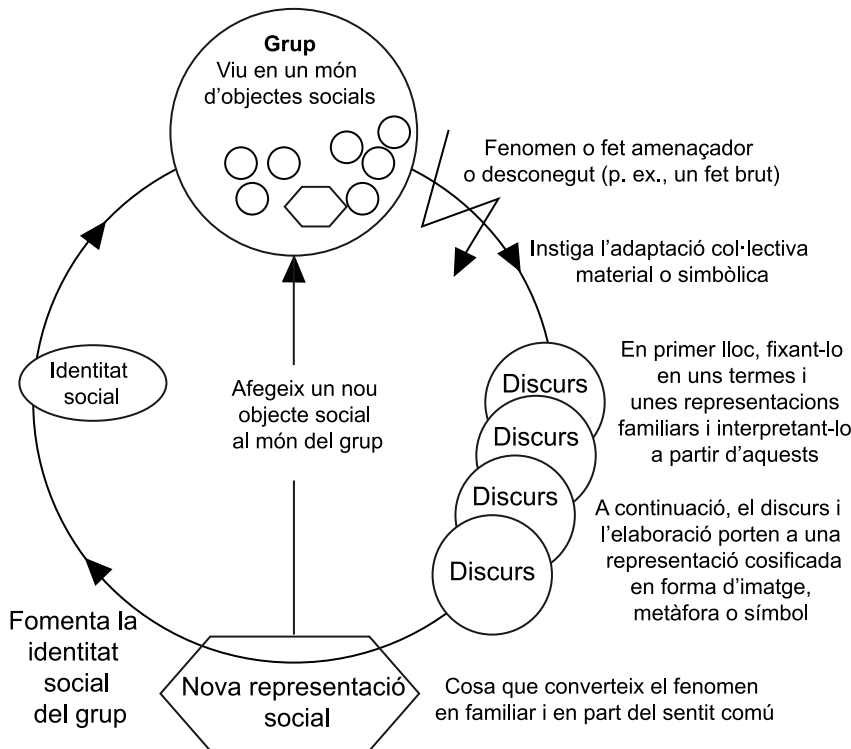 Grup
Viu en un món
d’objectes socials
Fenomen o fet amenaçador
o desconegut (p. ex., un fet brut)
Instiga l’adaptació col·lectiva
material o simbòlica
En primer lloc, fixant-lo
en uns termes i
unes representacions
familiars i interpretant-lo
a partir d’aquests
Discurs
Discurs
Discurs
Discurs
A continuació, el discurs i
l’elaboració porten a una
representació cosificada
en forma d’imatge,
metàfora o símbol
Cosa que converteix el fenomen
en familiar i en part del sentit comú
Nova representació
social
Afegeix un nou
objecte social
al món del grup
Fomenta la
identitat
social
del grup
Identitat
social